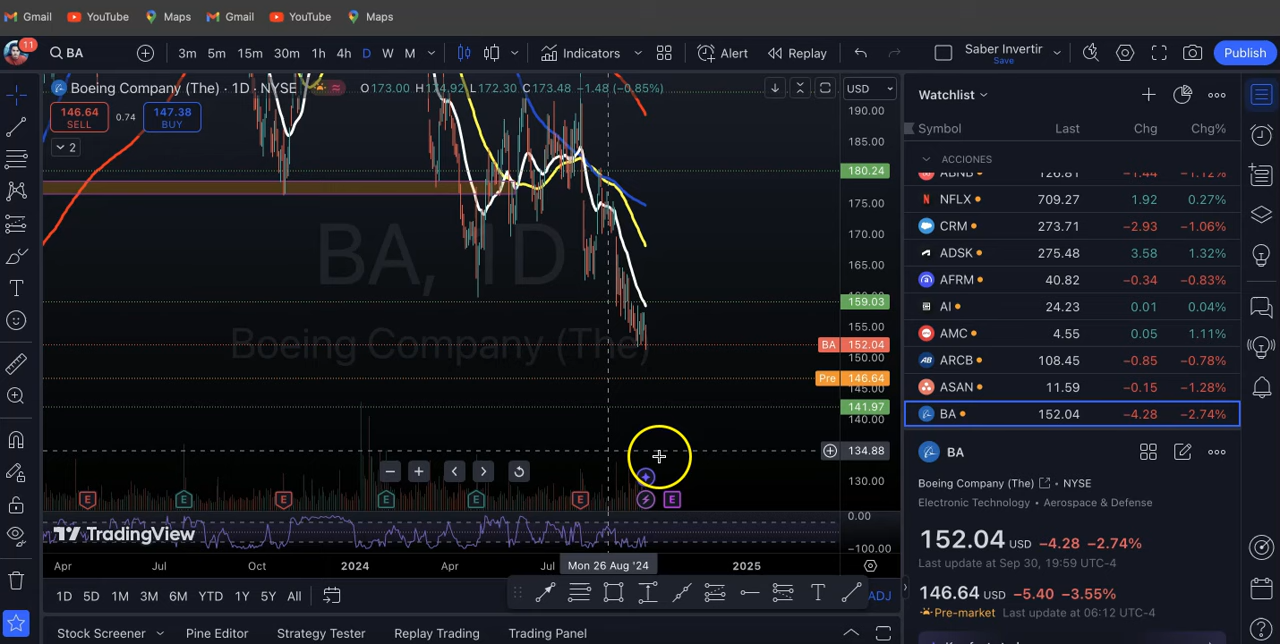 Gmail YouTube Maps Gmail YouTube Maps
11
BA 3m 5m 15m 30m 1h 4h D W M Indicators Alert Replay Saber Invertir Save Publish
Boeing Company (The) · 1D · NYSE O173.00 H174.92 L172.30 C173.48 −1.48 (−0.85%) USD
146.64 SELL 0.74 147.38 BUY
2
190.00
185.00
180.24
175.00
170.00
165.00
159.03
155.00
BA 152.04
150.00
Pre 146.64
145.00
141.97
140.00
134.88
130.00
0.00
−100.00
BA, 1D
Boeing Company (The)
E E E E E E E
TradingView
Apr Jul Oct 2024 Apr Jul Mon 26 Aug '24 2025
1D 5D 1M 3M 6M YTD 1Y 5Y All ADJ
Stock Screener Pine Editor Strategy Tester Replay Trading Trading Panel
Watchlist
Symbol Last Chg Chg%
ACCIONES
ABNB 126.81 −1.44 −1.12%
NFLX 709.27 1.92 0.27%
CRM 273.71 −2.93 −1.06%
ADSK 275.48 3.58 1.32%
AFRM 40.82 −0.34 −0.83%
AI 24.23 0.01 0.04%
AMC 4.55 0.05 1.11%
ARCB 108.45 −0.85 −0.78%
ASAN 11.59 −0.15 −1.28%
BA 152.04 −4.28 −2.74%
BA
Boeing Company (The) • NYSE
Electronic Technology • Aerospace & Defense
152.04 USD −4.28 −2.74%
Last update at Sep 30, 19:59 UTC-4
146.64 USD −5.40 −3.55%
Pre-market Last update at 06:12 UTC-4